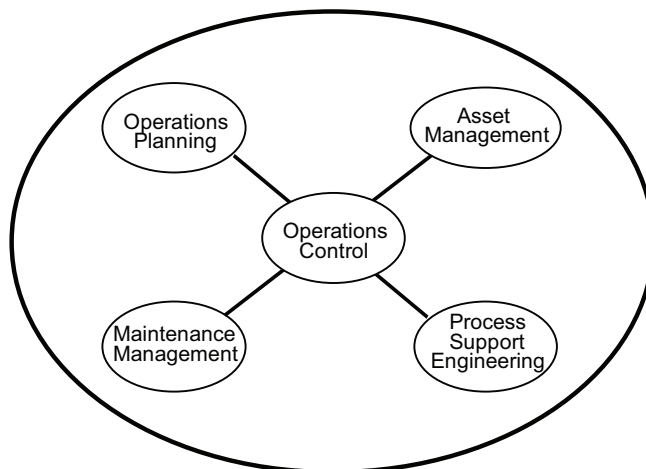 Operations
Planning
Asset
Management
Operations
Control
Maintenance
Management
Process
Support
Engineering